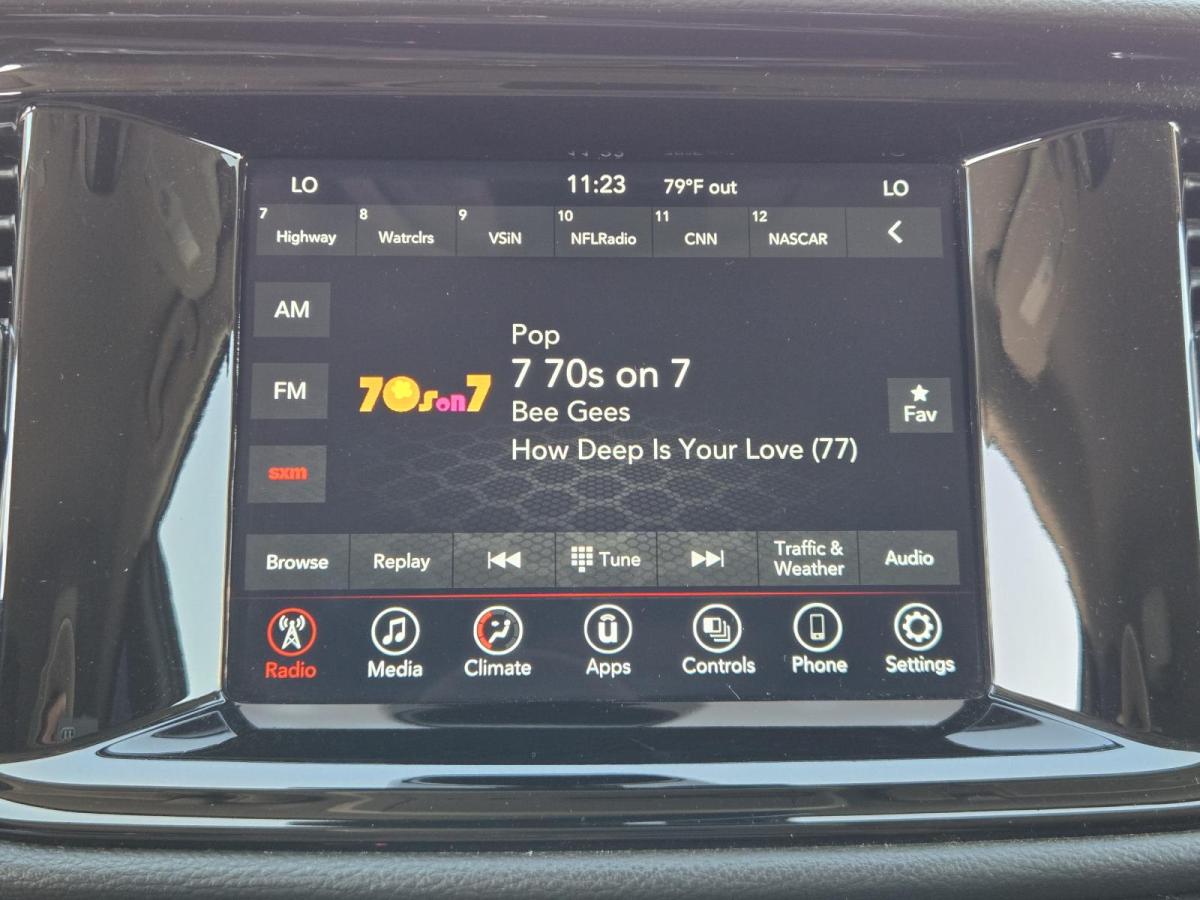 LO 11:23 79°F out LO
7 Highway 8 Watrclrs 9 VSiN 10 NFLRadio 11 CNN 12 NASCAR
AM
FM
sxm
70s on 7
Pop
7 70s on 7
Bee Gees
How Deep Is Your Love (77)
Fav
Browse Replay Tune Traffic & Weather Audio
Radio Media Climate Apps Controls Phone Settings